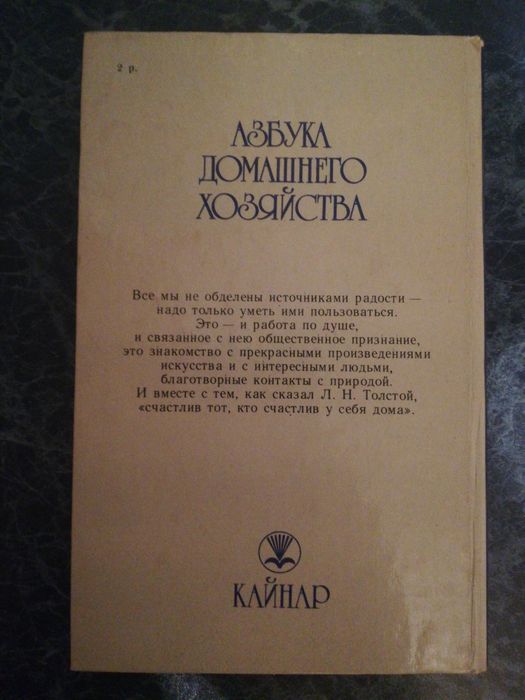 2 р.
АЗБУКА
ДОМАШНЕГО
ХОЗЯЙСТВА
Все мы не обделены источниками радости —
надо только уметь ими пользоваться.
Это — и работа по душе,
и связанное с нею общественное признание,
это знакомство с прекрасными произведениями
искусства и с интересными людьми,
благотворные контакты с природой.
И вместе с тем, как сказал Л. Н. Толстой,
«счастлив тот, кто счастлив у себя дома».
КАЙНАР